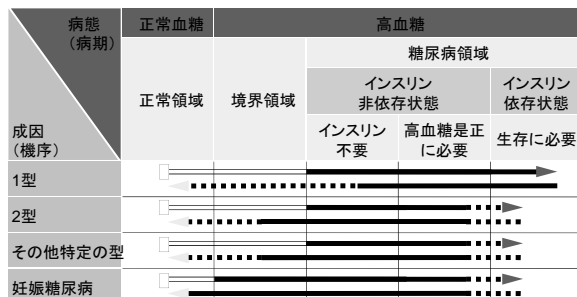 病態
（病期）
成因
（機序）
正常血糖
高血糖
正常領域
境界領域
糖尿病領域
インスリン
非依存状態
インスリン
依存状態
インスリン
不要
高血糖是正
に必要
生存に必要
1型
2型
その他特定の型
妊娠糖尿病